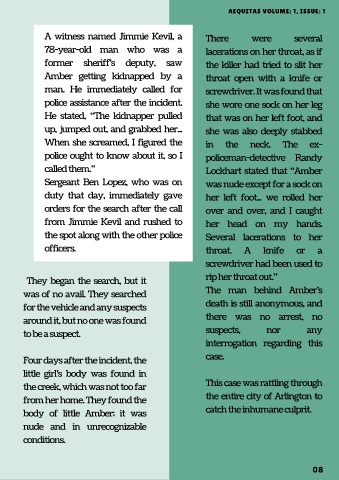 AEQUITAS VOLUME: 1, ISSUE: 1
A witness named Jimmie Kevil, a
78-year-old man who was a
former sheriff's deputy, saw
Amber getting kidnapped by a
man. He immediately called for
police assistance after the incident.
He stated, “The kidnapper pulled
up, jumped out, and grabbed her...
When she screamed, I figured the
police ought to know about it, so I
called them.”
Sergeant Ben Lopez, who was on
duty that day, immediately gave
orders for the search after the call
from Jimmie Kevil and rushed to
the spot along with the other police
officers.
They began the search, but it
was of no avail. They searched
for the vehicle and any suspects
around it, but no one was found
to be a suspect.
Four days after the incident, the
little girl's body was found in
the creek, which was not too far
from her home. They found the
body of little Amber; it was
nude and in unrecognizable
conditions.
There were several
lacerations on her throat, as if
the killer had tried to slit her
throat open with a knife or
screwdriver. It was found that
she wore one sock on her leg
that was on her left foot, and
she was also deeply stabbed
in the neck. The ex-
policeman-detective Randy
Lockhart stated that “Amber
was nude except for a sock on
her left foot... we rolled her
over and over, and I caught
her head on my hands.
Several lacerations to her
throat. A knife or a
screwdriver had been used to
rip her throat out.”
The man behind Amber's
death is still anonymous, and
there was no arrest, no
suspects, nor any
interrogation regarding this
case.
This case was rattling through
the entire city of Arlington to
catch the inhumane culprit.
08